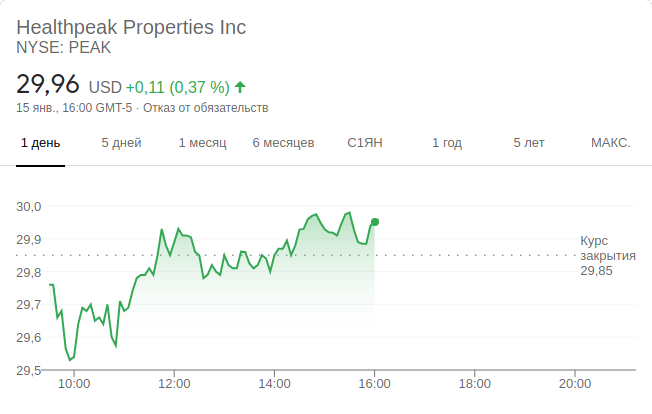 Healthpeak Properties Inc
NYSE: PEAK
29,96 USD +0,11 (0,37 %)
15 янв., 16:00 GMT-5 · Отказ от обязательств
1 день 5 дней 1 месяц 6 месяцев С1ЯН 1 год 5 лет МАКС.
30,0
29,9
29,8
29,7
29,6
29,5
Курс
закрытия
29,85
10:00 12:00 14:00 16:00 18:00 20:00